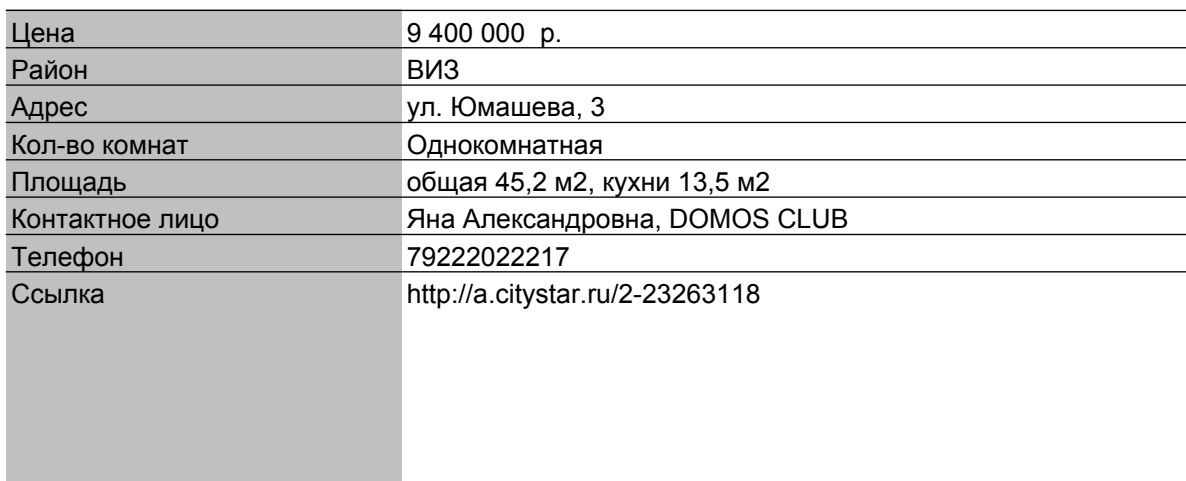 Цена 9 400 000 р.
Район ВИЗ
Адрес ул. Юмашева, 3
Кол-во комнат Однокомнатная
Площадь общая 45,2 м2, кухни 13,5 м2
Контактное лицо Яна Александровна, DOMOS CLUB
Телефон 79222022217
Ссылка http://a.citystar.ru/2-23263118